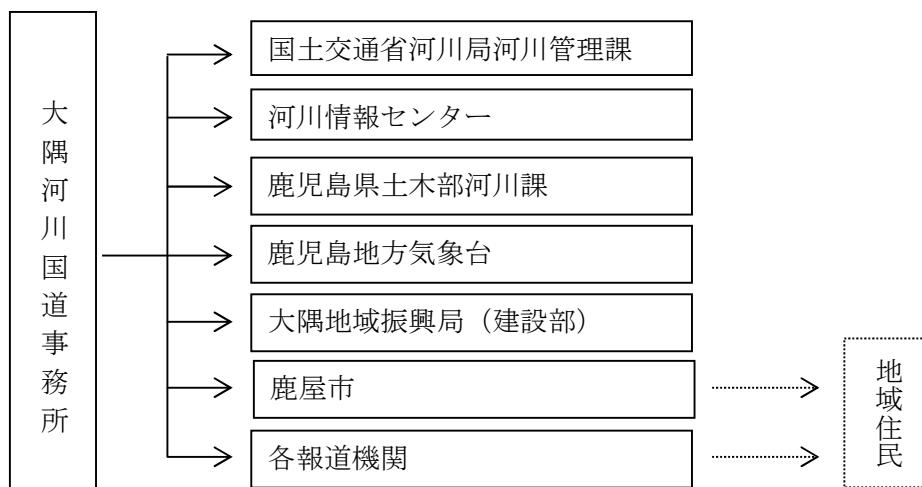 大隅河川国道事務所
国土交通省河川局河川管理課
河川情報センター
鹿児島県土木部河川課
鹿児島地方気象台
大隅地域振興局（建設部）
鹿屋市
各報道機関
地域住民